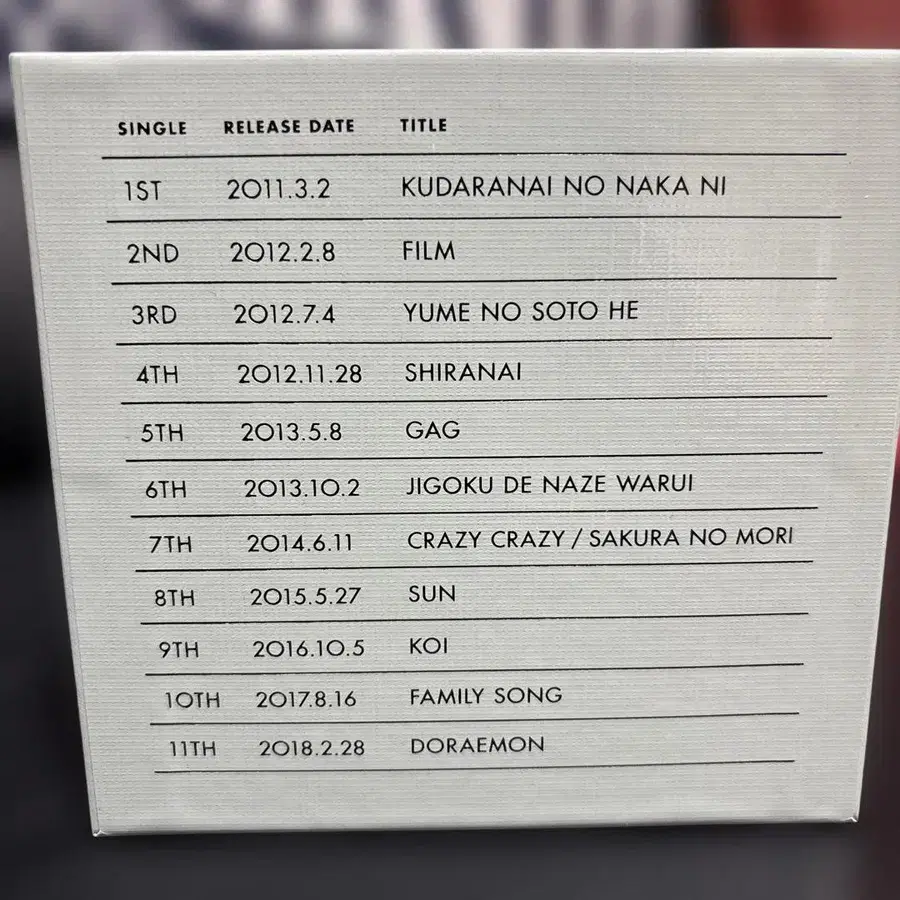 SINGLE RELEASE DATE TITLE
1ST 2011.3.2 KUDARANAI NO NAKA NI
2ND 2012.2.8 FILM
3RD 2012.7.4 YUME NO SOTO HE
4TH 2012.11.28 SHIRANAI
5TH 2013.5.8 GAG
6TH 2013.10.2 JIGOKU DE NAZE WARUI
7TH 2014.6.11 CRAZY CRAZY / SAKURA NO MORI
8TH 2015.5.27 SUN
9TH 2016.10.5 KOI
10TH 2017.8.16 FAMILY SONG
11TH 2018.2.28 DORAEMON